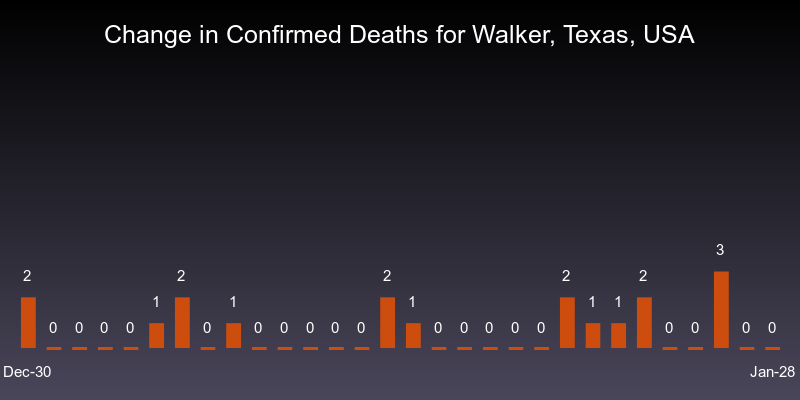 Change in Confirmed Deaths for Walker, Texas, USA
3
2 2 2 2 2
1 1 1 1 1
0 0 0 0 0 0 0 0 0 0 0 0 0 0 0 0 0 0 0
Dec-30 Jan-28